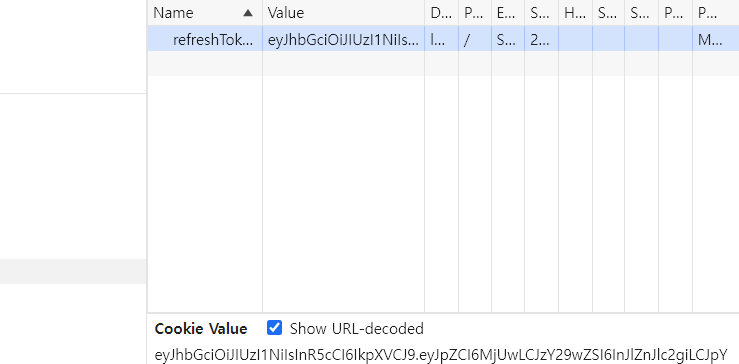 Name Value D... P... E... S... H... S... S... P... P...
refreshTok... eyJhbGciOiJIUzI1NiIs... l... / S... 2... M...
Cookie Value Show URL-decoded
eyJhbGciOiJIUzI1NiIsInR5cCI6IkpXVCJ9.eyJpZCI6MjUwLCJzY29wZSI6InJlZnJlc2giLCJpY